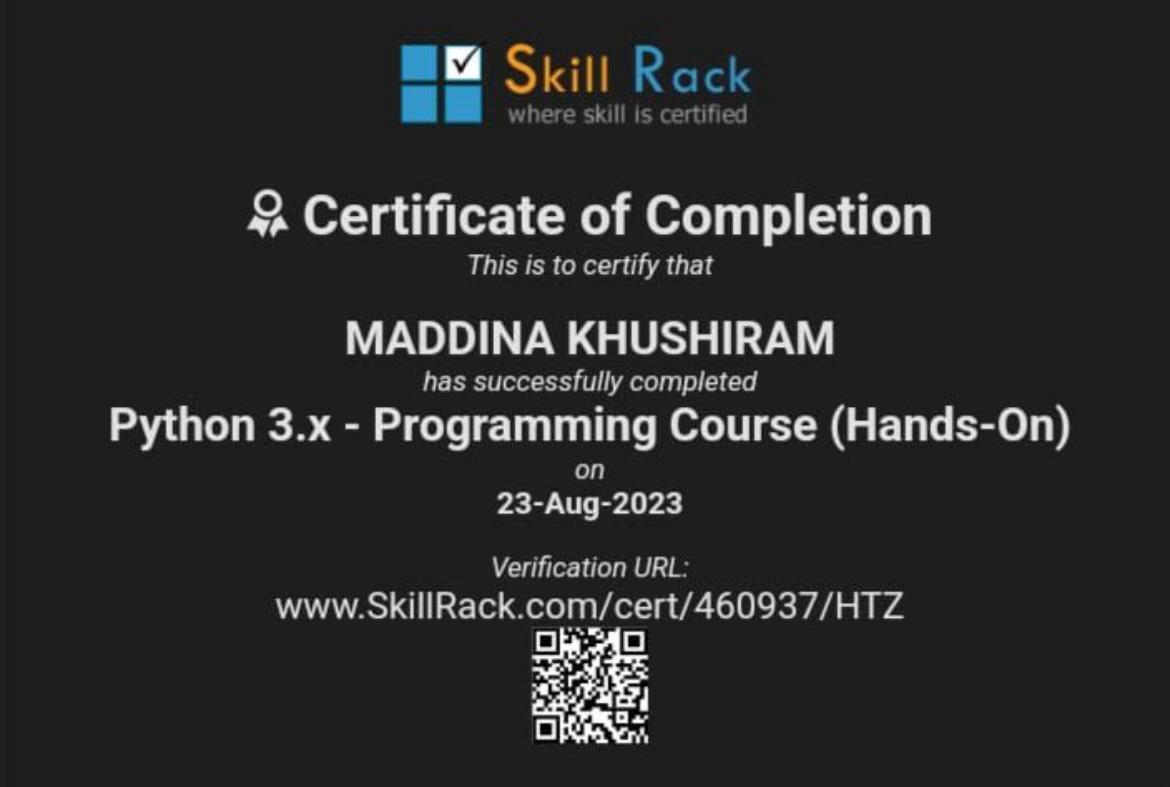 Skill Rack
where skill is certified
Certificate of Completion
This is to certify that
MADDINA KHUSHIRAM
has successfully completed
Python 3.x - Programming Course (Hands-On)
on
23-Aug-2023
Verification URL:
www.SkillRack.com/cert/460937/HTZ